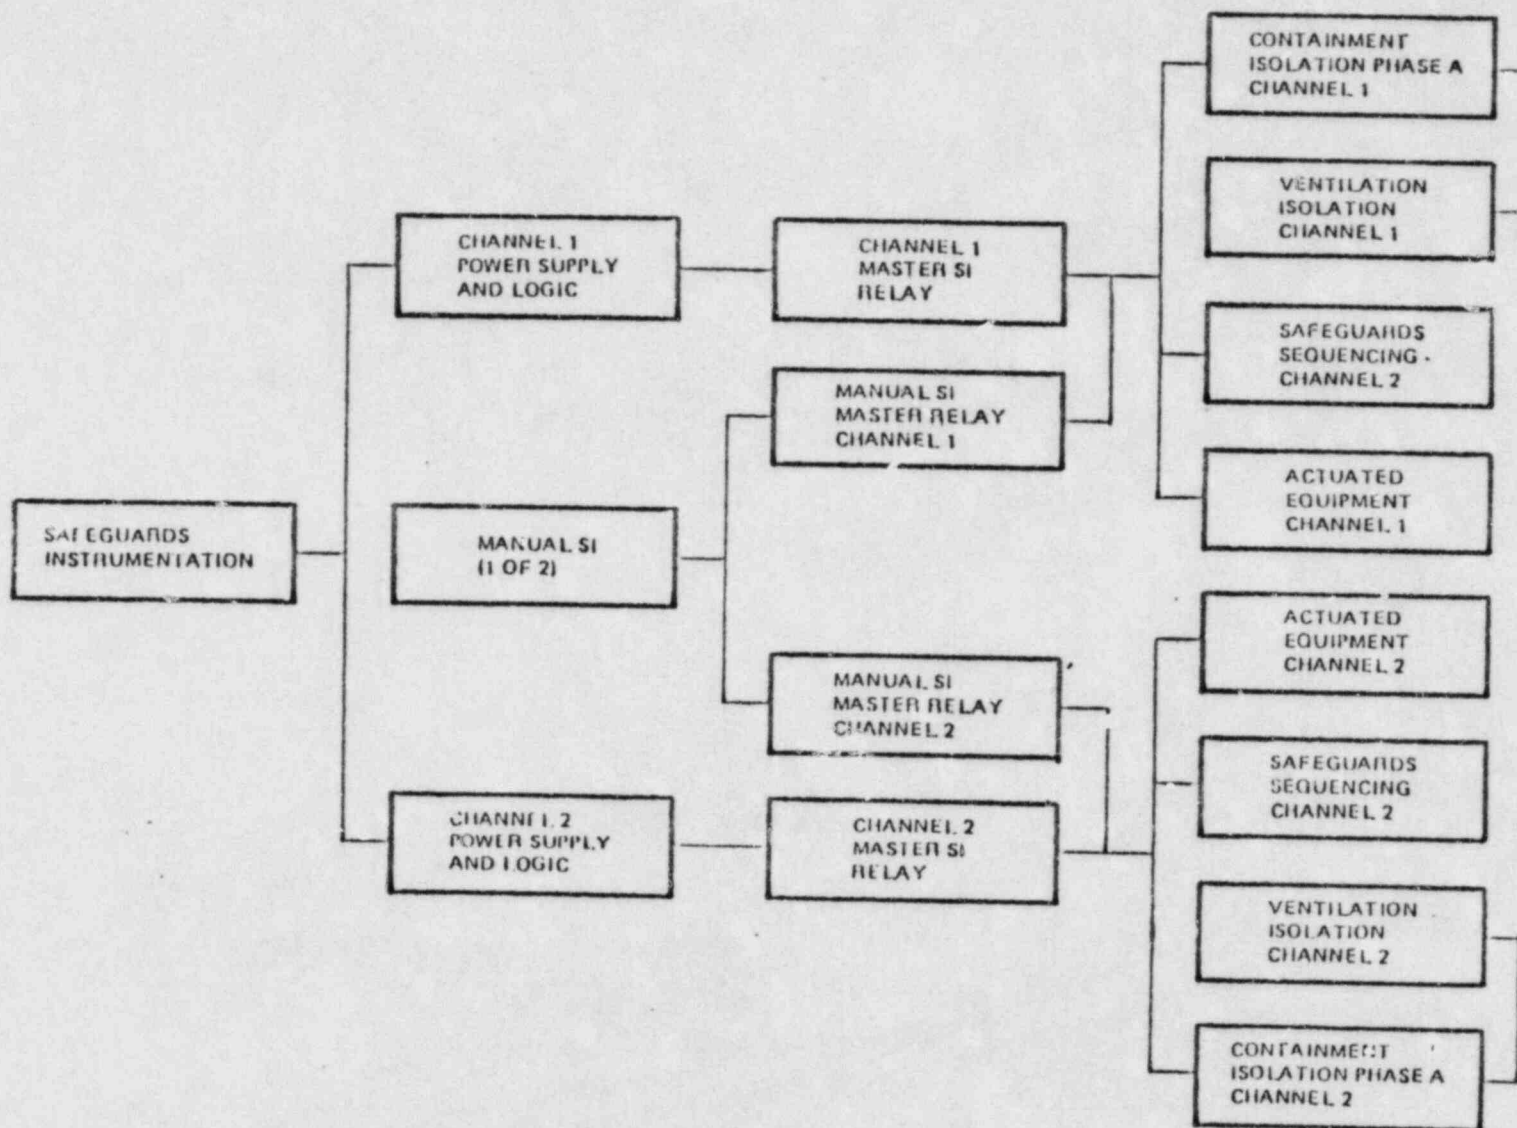 SAFEGUARDS
INSTRUMENTATION
CHANNEL 1
POWER SUPPLY
AND LOGIC
MANUAL SI
(1 OF 2)
CHANNEL 2
POWER SUPPLY
AND LOGIC
CHANNEL 1
MASTER SI
RELAY
MANUAL SI
MASTER RELAY
CHANNEL 1
MANUAL SI
MASTER RELAY
CHANNEL 2
CHANNEL 2
MASTER SI
RELAY
CONTAINMENT
ISOLATION PHASE A
CHANNEL 1
VENTILATION
ISOLATION
CHANNEL 1
SAFEGUARDS
SEQUENCING
CHANNEL 2
ACTUATED
EQUIPMENT
CHANNEL 1
ACTUATED
EQUIPMENT
CHANNEL 2
SAFEGUARDS
SEQUENCING
CHANNEL 2
VENTILATION
ISOLATION
CHANNEL 2
CONTAINMENT
ISOLATION PHASE A
CHANNEL 2